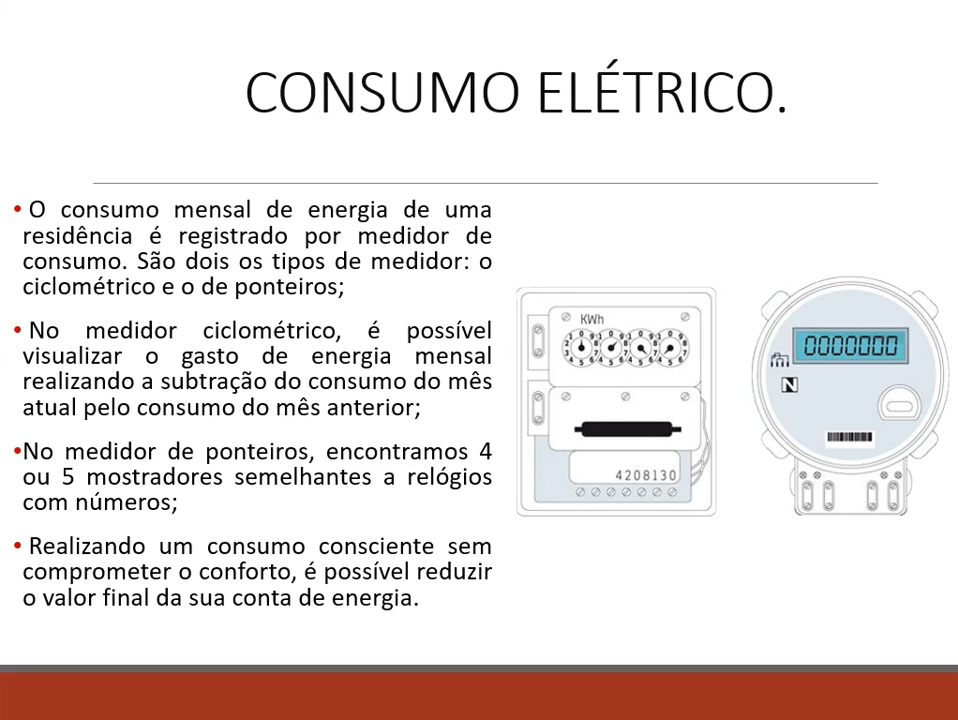 CONSUMO ELÉTRICO.
• O consumo mensal de energia de uma
residência é registrado por medidor de
consumo. São dois os tipos de medidor: o
ciclométrico e o de ponteiros;
• No medidor ciclométrico, é possível
visualizar o gasto de energia mensal
realizando a subtração do consumo do mês
atual pelo consumo do mês anterior;
•No medidor de ponteiros, encontramos 4
ou 5 mostradores semelhantes a relógios
com números;
• Realizando um consumo consciente sem
comprometer o conforto, é possível reduzir
o valor final da sua conta de energia.
KWh
4208130
0000000
N